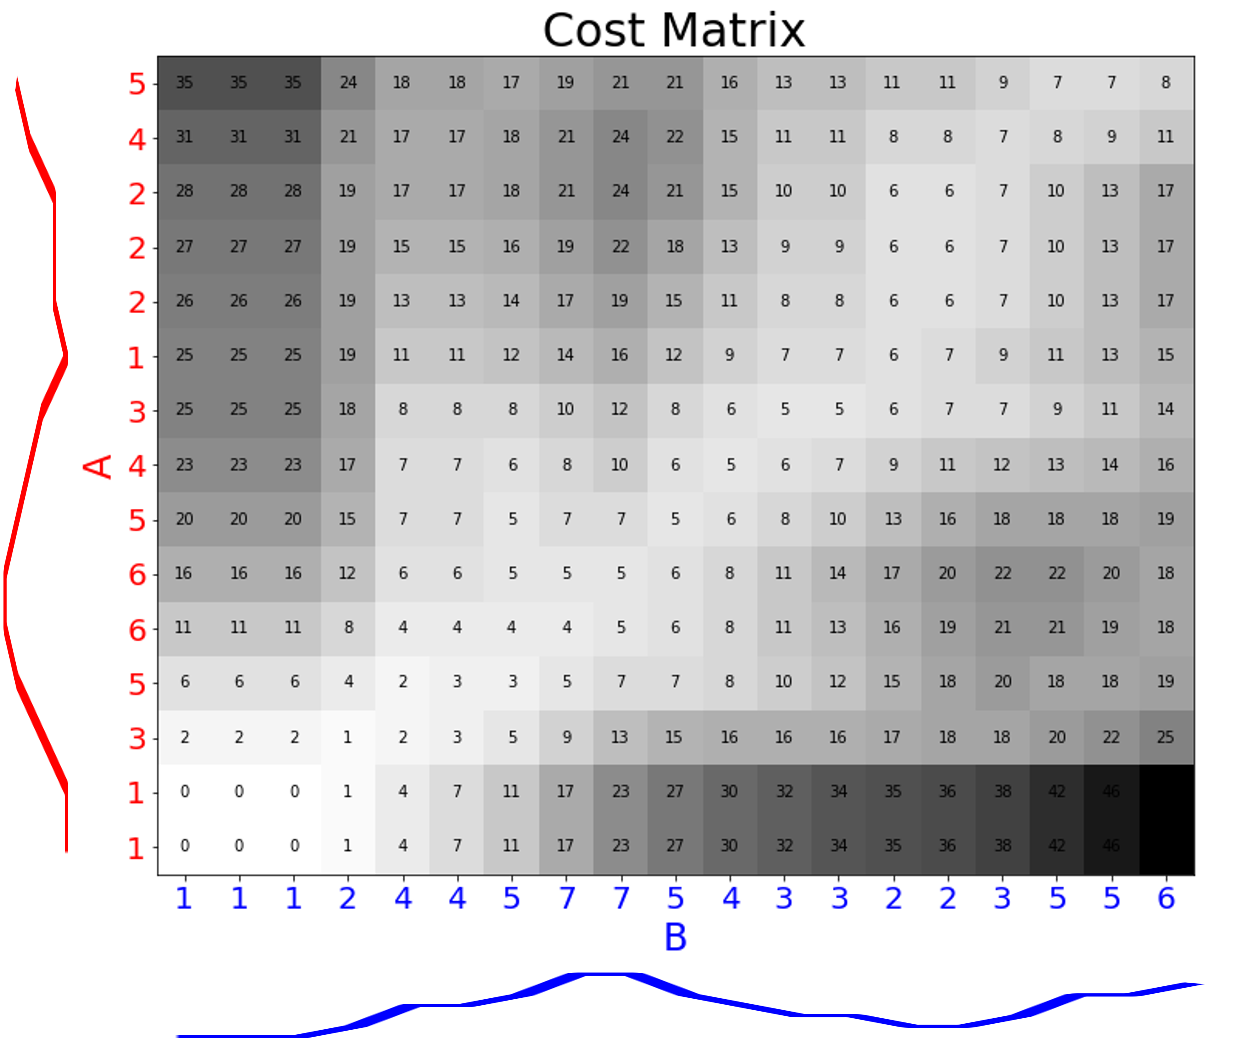 Cost Matrix
5 35 35 35 24 18 18 17 19 21 21 16 13 13 11 11 9 7 7 8
4 31 31 31 21 17 17 18 21 24 22 15 11 11 8 8 7 8 9 11
2 28 28 28 19 17 17 18 21 24 21 15 10 10 6 6 7 10 13 17
2 27 27 27 19 15 15 16 19 22 18 13 9 9 6 6 7 10 13 17
2 26 26 26 19 13 13 14 17 19 15 11 8 8 6 6 7 10 13 17
1 25 25 25 19 11 11 12 14 16 12 9 7 7 6 7 9 11 13 15
3 25 25 25 18 8 8 8 10 12 8 6 5 5 6 7 7 9 11 14
A 4 23 23 23 17 7 7 6 8 10 6 5 6 7 9 11 12 13 14 16
5 20 20 20 15 7 7 5 7 7 5 6 8 10 13 16 18 18 18 19
6 16 16 16 12 6 6 5 5 5 6 8 11 14 17 20 22 22 20 18
6 11 11 11 8 4 4 4 4 5 6 8 11 13 16 19 21 21 19 18
5 6 6 6 4 2 3 3 5 7 7 8 10 12 15 18 20 18 18 19
3 2 2 2 1 2 3 5 9 13 15 16 16 16 17 18 18 20 22 25
1 0 0 0 1 4 7 11 17 23 27 30 32 34 35 36 38 42 46
1 0 0 0 1 4 7 11 17 23 27 30 32 34 35 36 38 42 46
1 1 1 2 4 4 5 7 7 5 4 3 3 2 2 3 5 5 6
B